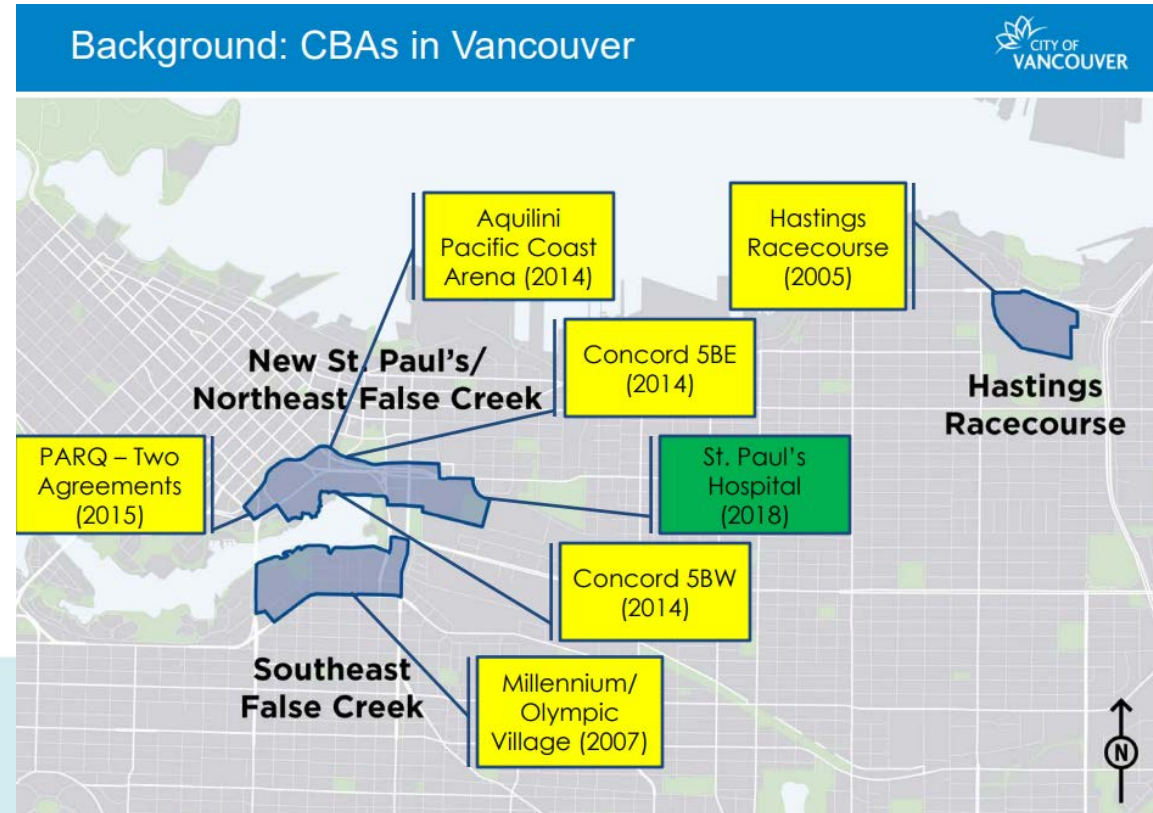 Background: CBAs in Vancouver
CITY OF
VANCOUVER
Aquilini
Pacific Coast
Arena (2014)
Hastings
Racecourse
(2005)
Concord 5BE
(2014)
New St. Paul's/
Northeast False Creek
Hastings
Racecourse
PARQ – Two
Agreements
(2015)
St. Paul's
Hospital
(2018)
Concord 5BW
(2014)
Southeast
False Creek
Millennium/
Olympic
Village (2007)
N